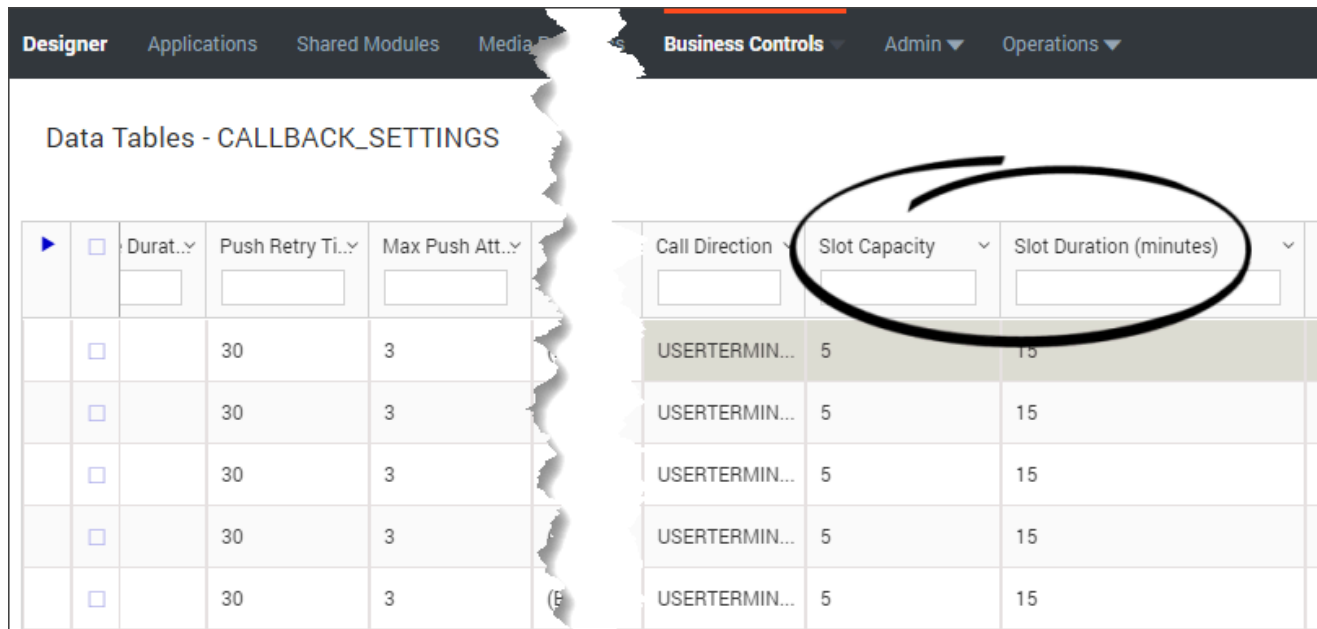 Designer Applications Shared Modules Media Business Controls Admin Operations
Data Tables - CALLBACK_SETTINGS
Durat... Push Retry Ti... Max Push Att... Call Direction Slot Capacity Slot Duration (minutes)
30 3 USERTERMIN... 5 15
30 3 USERTERMIN... 5 15
30 3 USERTERMIN... 5 15
30 3 USERTERMIN... 5 15
30 3 USERTERMIN... 5 15